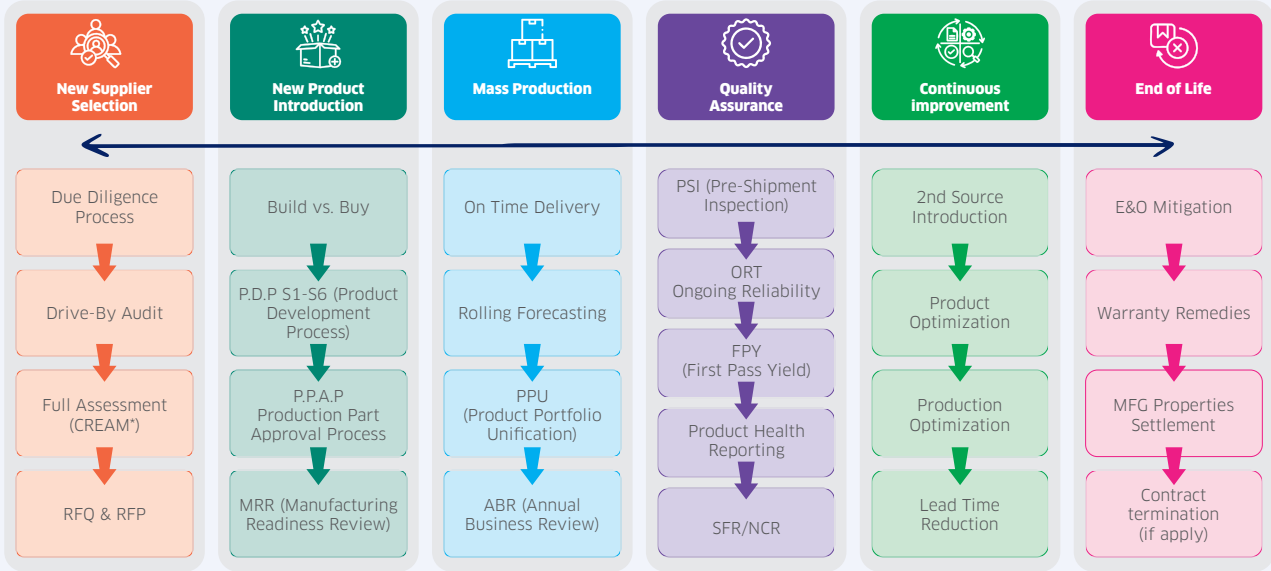 New Supplier
Selection
Due Diligence
Process
Drive-By Audit
Full Assessment
(CREAM*)
RFQ & RFP
New Product
Introduction
Build vs. Buy
P.D.P S1-S6 (Product
Development
Process)
P.P.A.P
Production Part
Approval Process
MRR (Manufacturing
Readiness Review)
Mass Production
On Time Delivery
Rolling Forecasting
PPU
(Product Portfolio
Unification)
ABR (Annual
Business Review)
Quality
Assurance
PSI (Pre-Shipment
Inspection)
ORT
Ongoing Reliability
FPY
(First Pass Yield)
Product Health
Reporting
SFR/NCR
Continuous
improvement
2nd Source
Introduction
Product
Optimization
Production
Optimization
Lead Time
Reduction
End of Life
E&O Mitigation
Warranty Remedies
MFG Properties
Settlement
Contract
termination
(if apply)